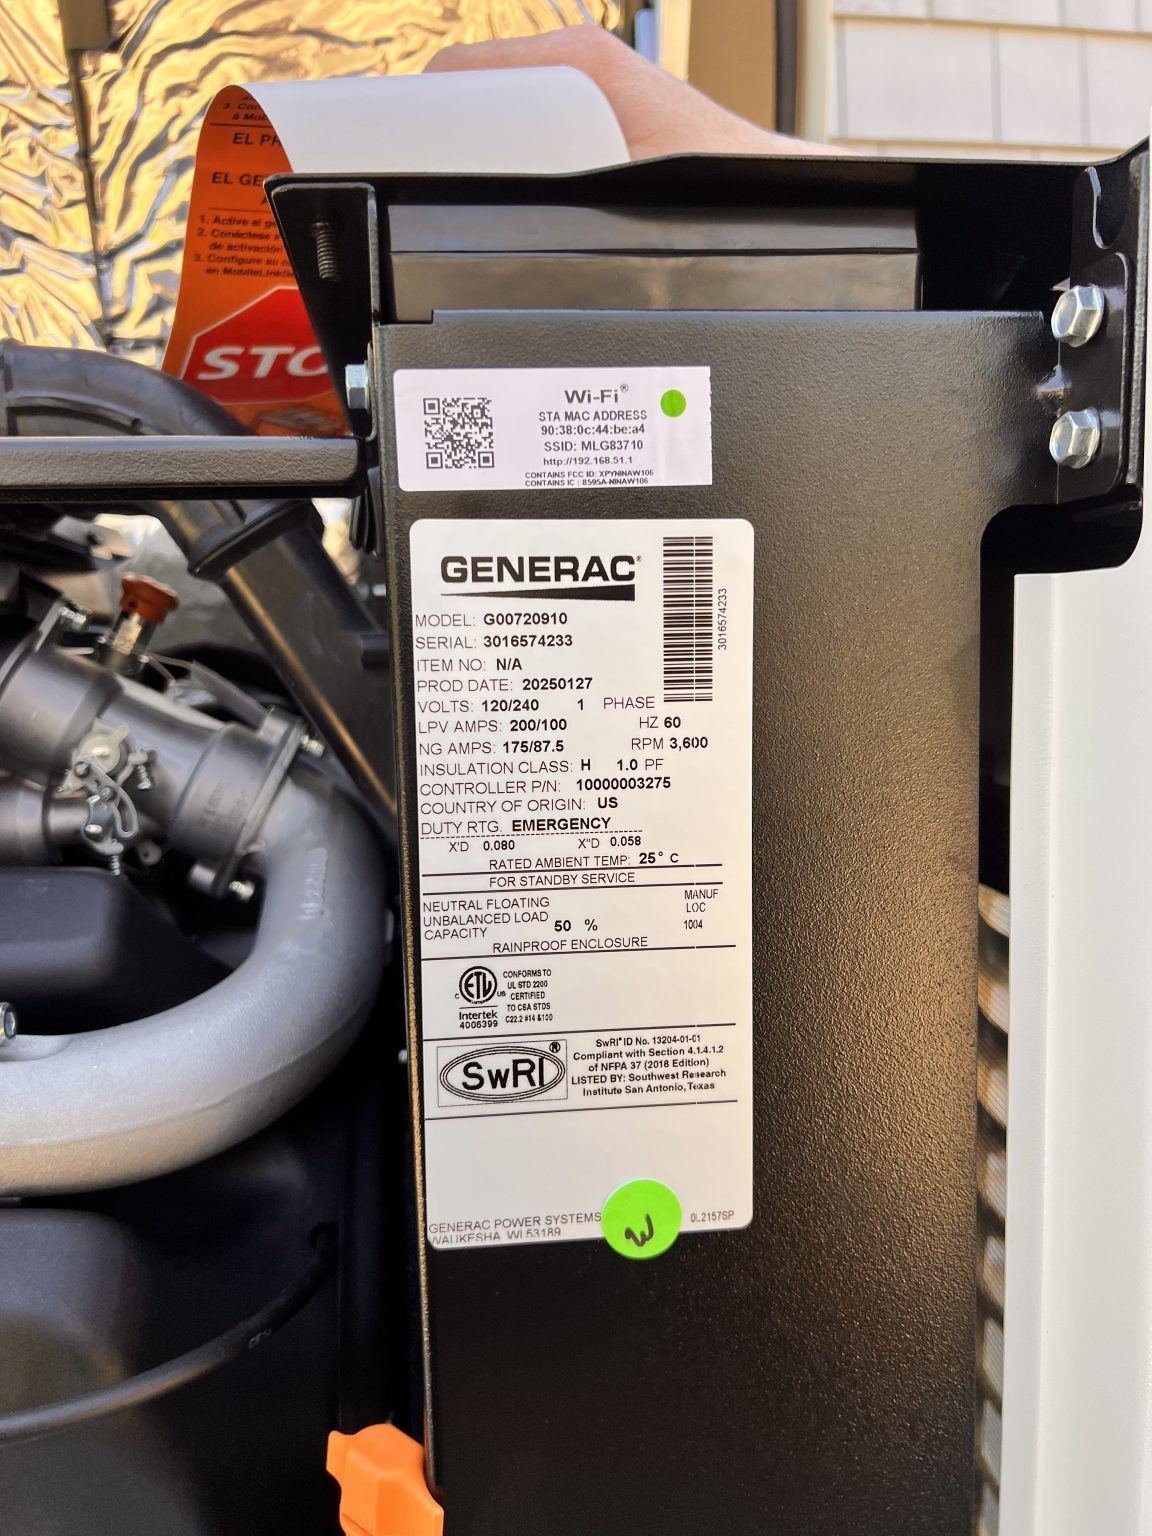 3. Con
EL PR
EL GE
1. Active el ge
2. Conéctese
de activación
3. Configure su
en MobileLink
STO
Wi-Fi®
STA MAC ADDRESS
90:38:0c:44:be:a4
SSID: MLG83710
http://192.168.51.1
CONTAINS FCC ID: XPYNINAW106
CONTAINS IC : 8595A-NINAW106
GENERAC®
MODEL: G00720910
SERIAL: 3016574233
3016574233
ITEM NO: N/A
PROD DATE: 20250127
VOLTS: 120/240 1 PHASE
LPV AMPS: 200/100 HZ 60
NG AMPS: 175/87.5 RPM 3,600
INSULATION CLASS: H 1.0 PF
CONTROLLER P/N: 10000003275
COUNTRY OF ORIGIN: US
DUTY RTG. EMERGENCY
X'D 0.080 X"D 0.058
RATED AMBIENT TEMP: 25° C
FOR STANDBY SERVICE
NEUTRAL FLOATING
UNBALANCED LOAD
CAPACITY 50 %
MANUF
LOC
1004
RAINPROOF ENCLOSURE
C ETL US
Intertek
4006399
CONFORMS TO
UL STD 2200
CERTIFIED
TO CSA STDS
C22.2 #14 &100
SwRI®
SwRI® ID No. 13204-01-01
Compliant with Section 4.1.4.1.2
of NFPA 37 (2018 Edition)
LISTED BY: Southwest Research
Institute San Antonio, Texas
GENERAC POWER SYSTEMS
WAUKESHA, WI 53189
0L2157SP
W